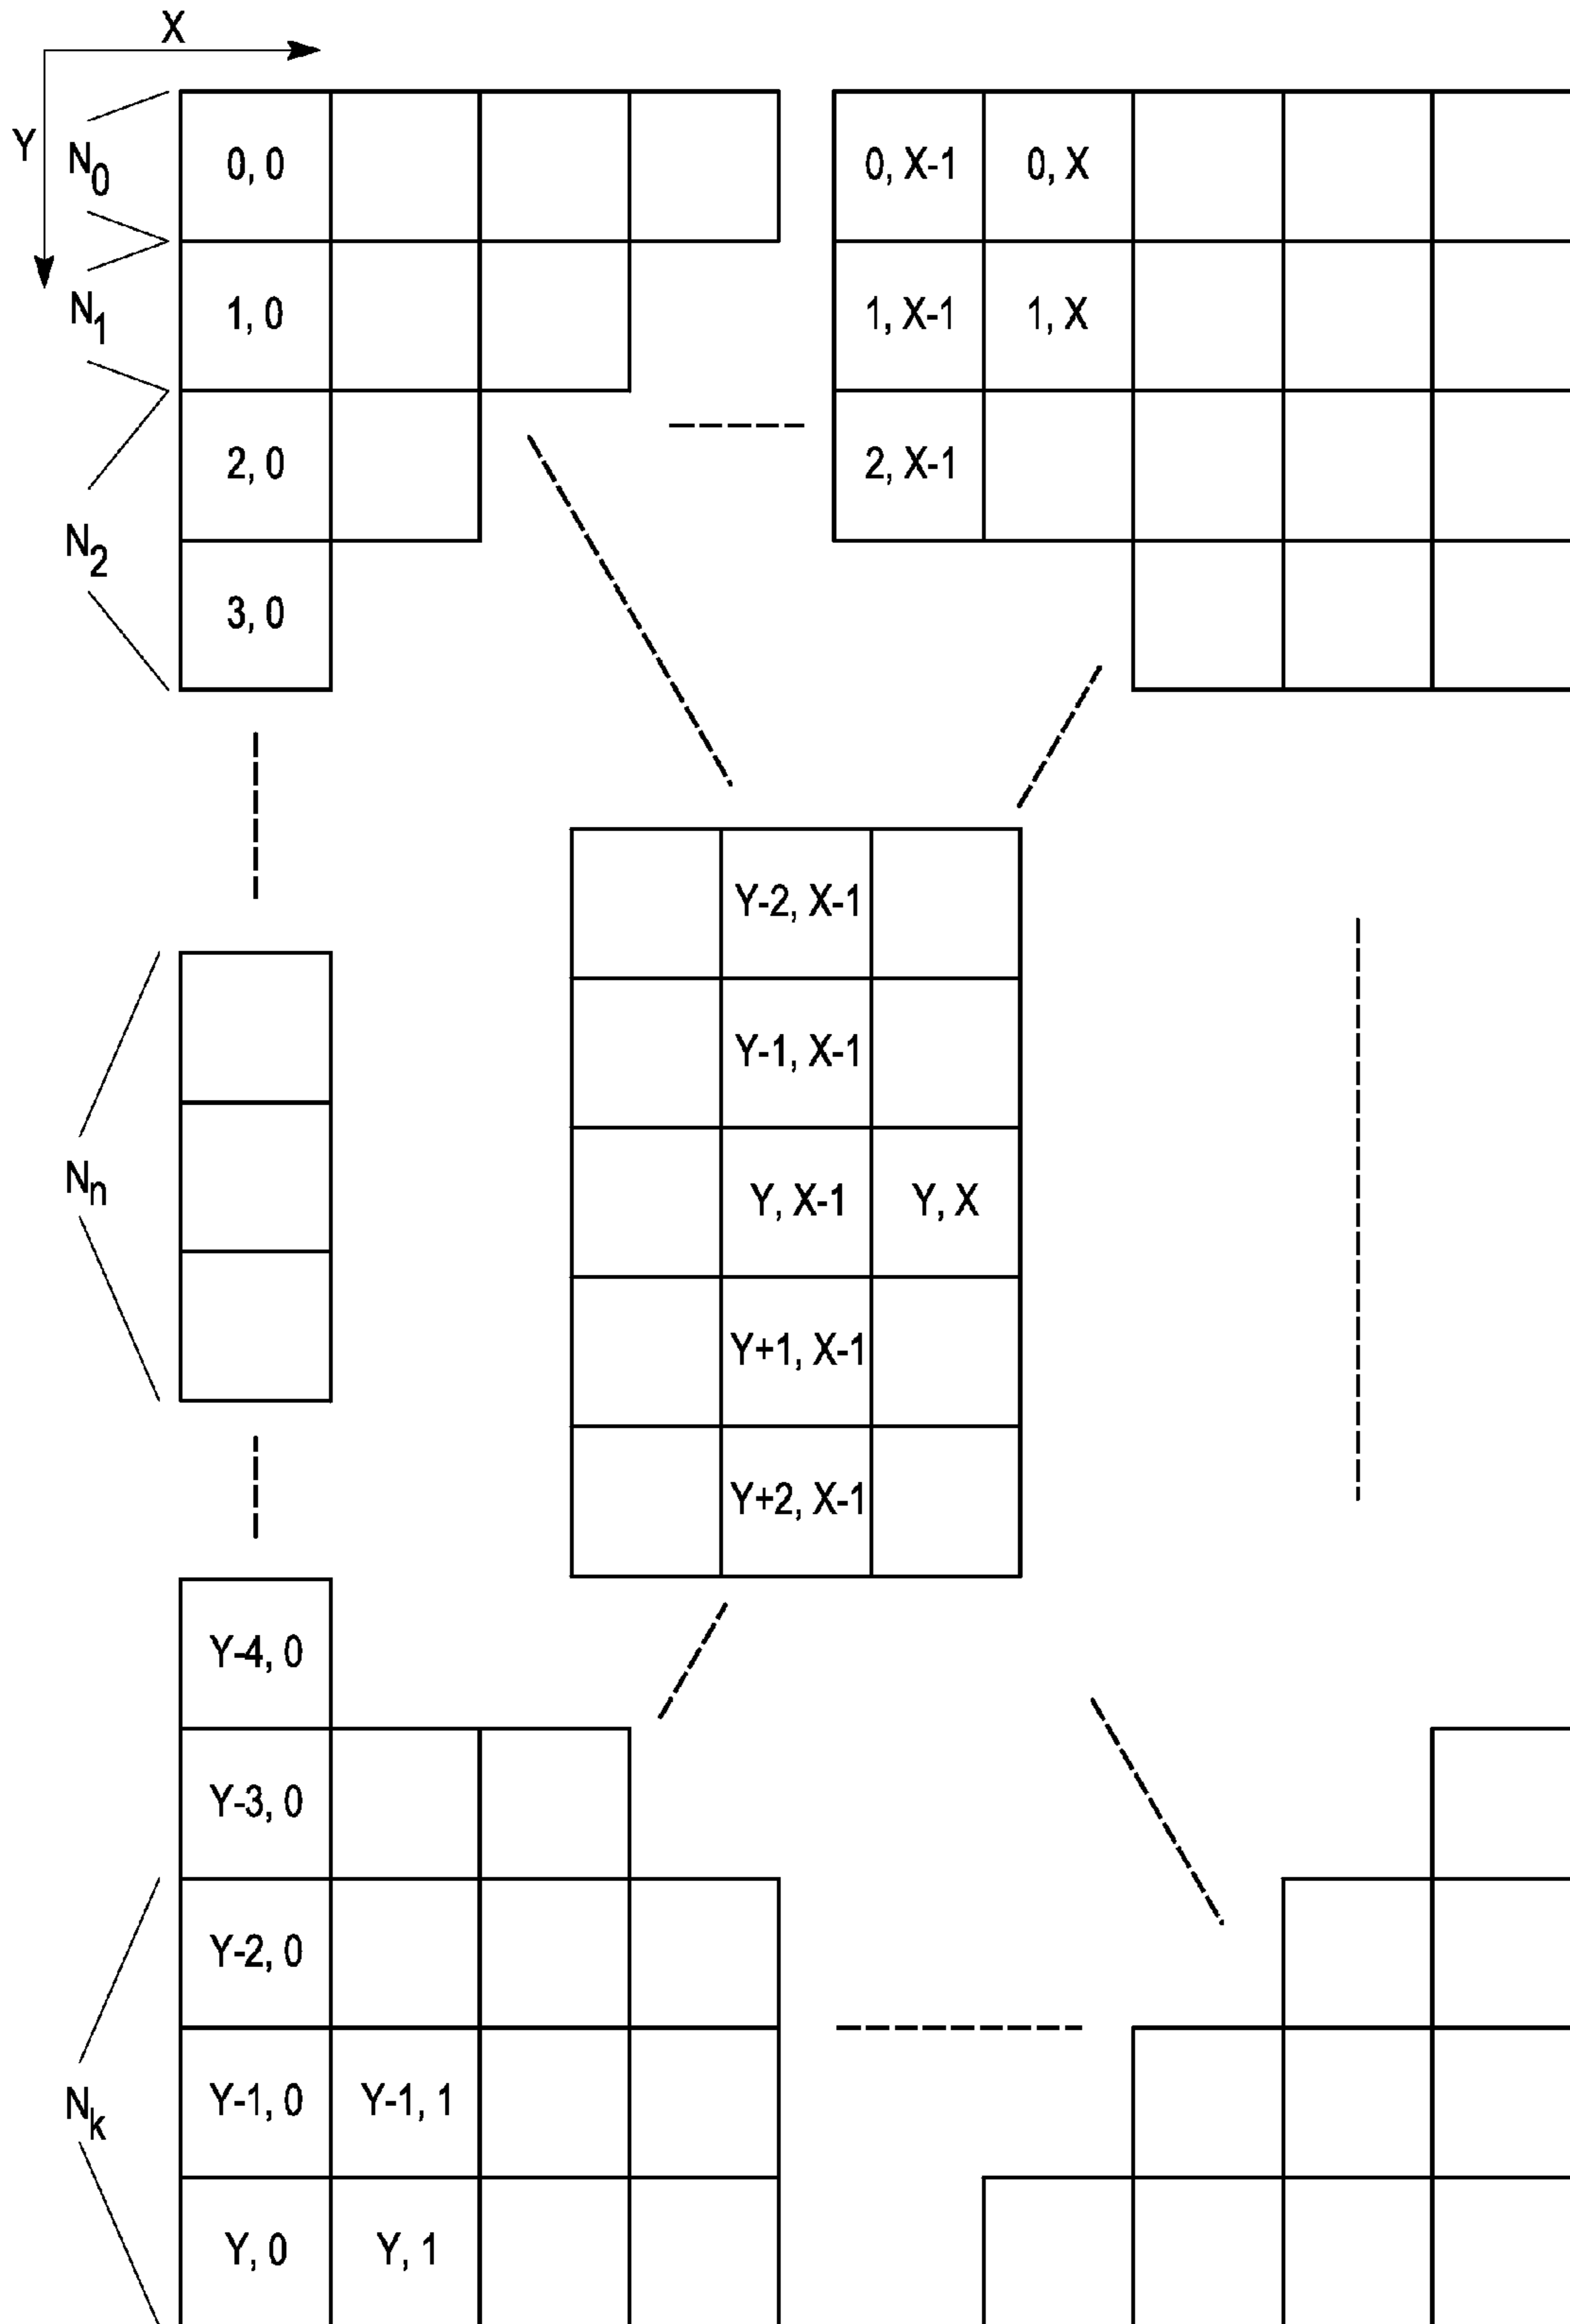 X
Y
N0
0, 0
0, X-1
0, X
N1
1, 0
1, X-1
1, X
2, 0
2, X-1
N2
3, 0
Y-2, X-1
Y-1, X-1
Nn
Y, X-1
Y, X
Y+1, X-1
Y+2, X-1
Y-4, 0
Y-3, 0
Y-2, 0
Nk
Y-1, 0
Y-1, 1
Y, 0
Y, 1